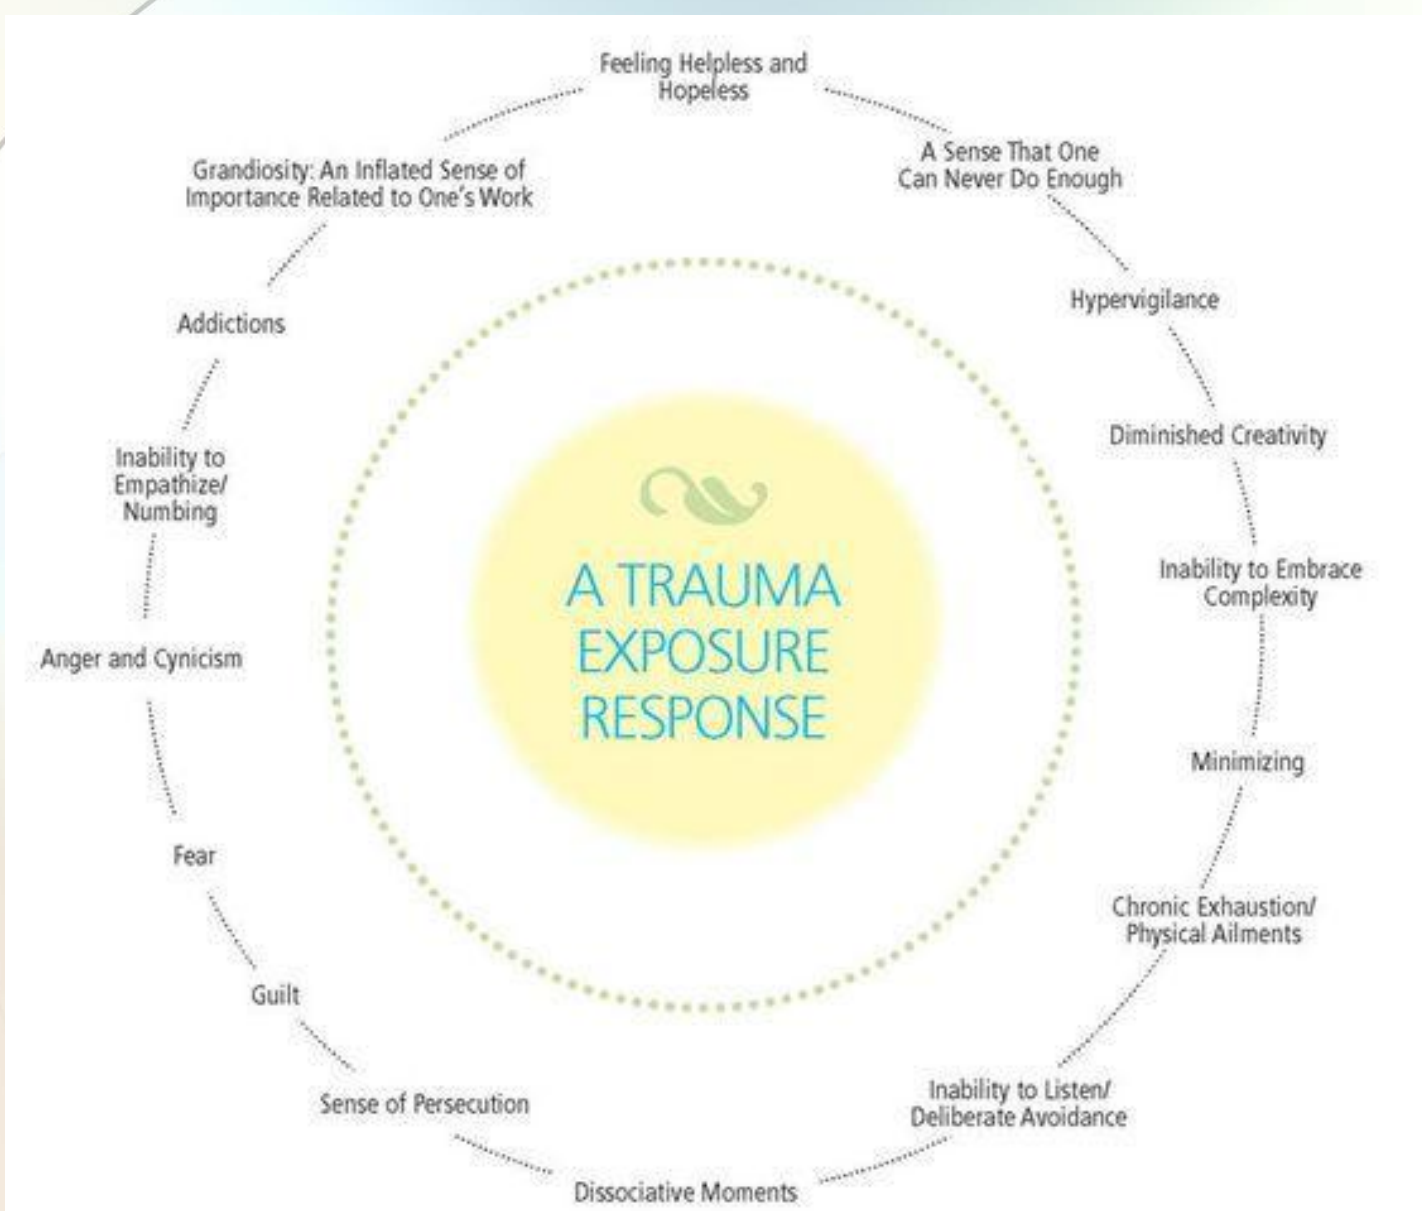 A TRAUMA
EXPOSURE
RESPONSE
Feeling Helpless and
Hopeless
A Sense That One
Can Never Do Enough
Hypervigilance
Diminished Creativity
Inability to Embrace
Complexity
Minimizing
Chronic Exhaustion/
Physical Ailments
Inability to Listen/
Deliberate Avoidance
Dissociative Moments
Sense of Persecution
Guilt
Fear
Anger and Cynicism
Inability to
Empathize/
Numbing
Addictions
Grandiosity: An Inflated Sense of
Importance Related to One's Work